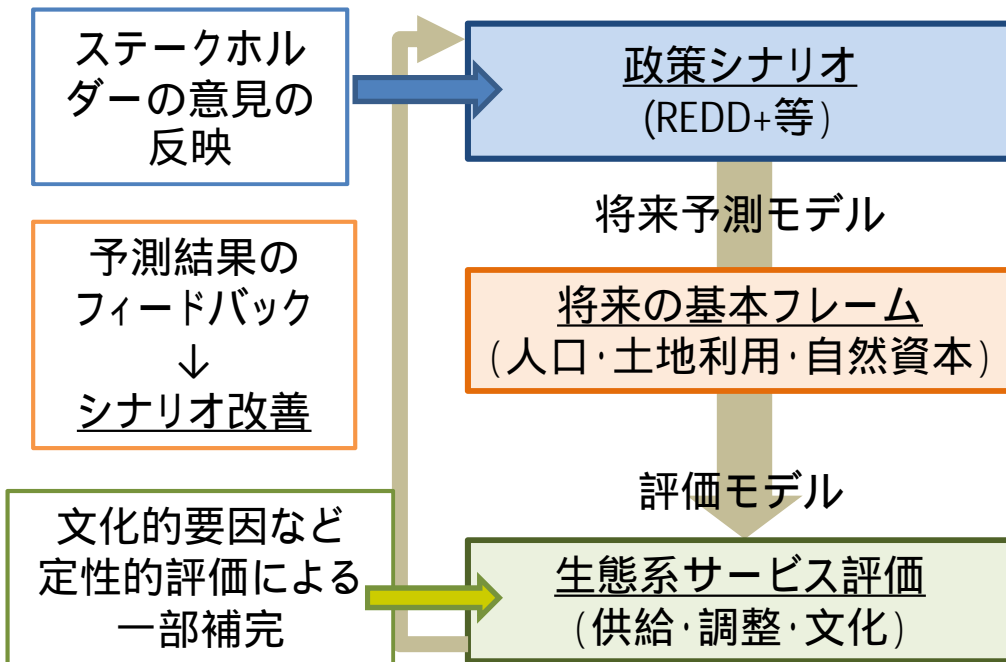 ステークホル
ダーの意見の
反映
政策シナリオ
(REDD+等)
将来予測モデル
予測結果の
フィードバック
↓
シナリオ改善
将来の基本フレーム
(人口･土地利用･自然資本)
評価モデル
文化的要因など
定性的評価による
一部補完
生態系サービス評価
(供給･調整･文化)